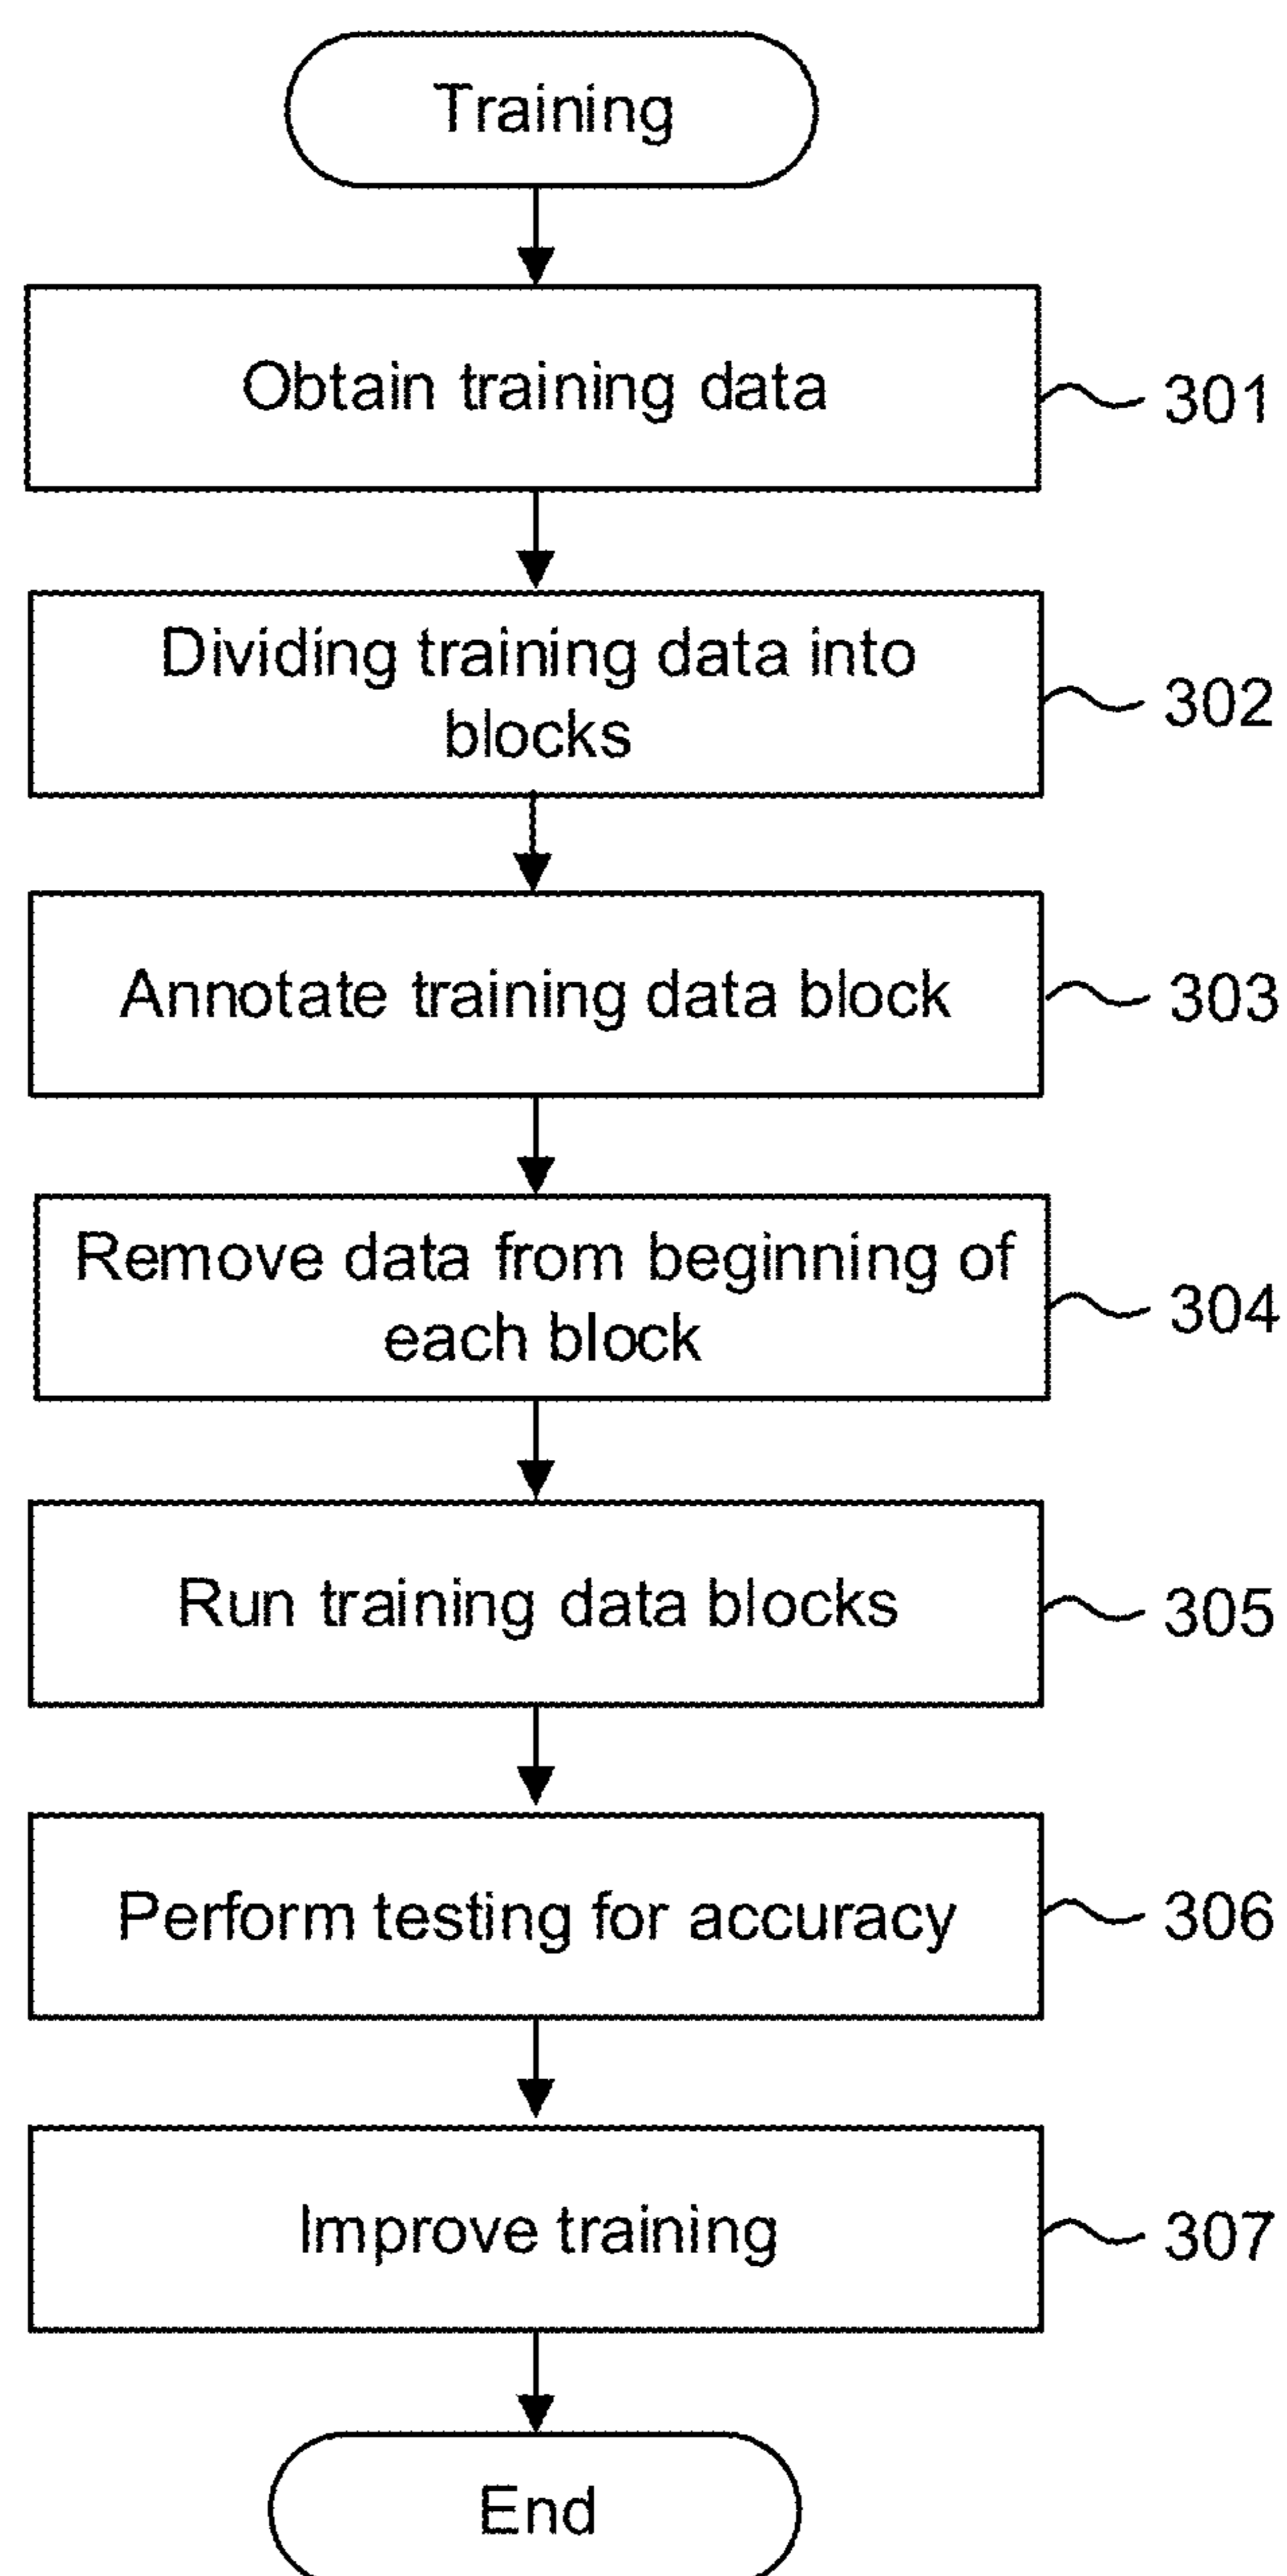 Training
Obtain training data
301
Dividing training data into
blocks
302
Annotate training data block
303
Remove data from beginning of
each block
304
Run training data blocks
305
Perform testing for accuracy
306
Improve training
307
End